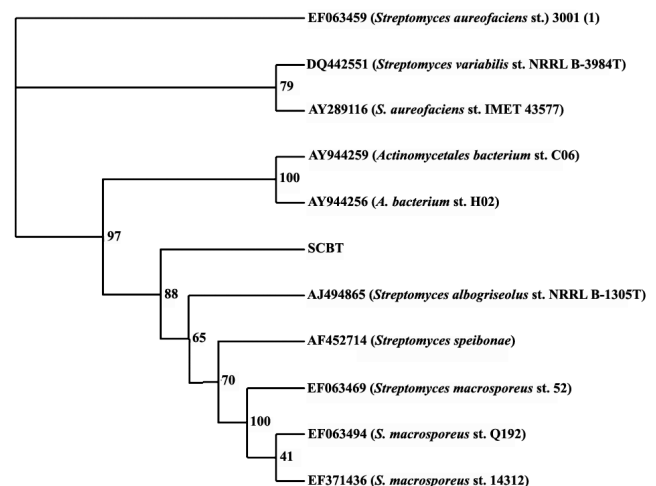 EF063459 (Streptomyces aureofaciens st.) 3001 (1)
DQ442551 (Streptomyces variabilis st. NRRL B-3984T)
79
AY289116 (S. aureofaciens st. IMET 43577)
AY944259 (Actinomycetales bacterium st. C06)
100
AY944256 (A. bacterium st. H02)
97
SCBT
88
AJ494865 (Streptomyces albogriseolus st. NRRL B-1305T)
65
AF452714 (Streptomyces speibonae)
70
EF063469 (Streptomyces macrosporeus st. 52)
100
EF063494 (S. macrosporeus st. Q192)
41
EF371436 (S. macrosporeus st. 14312)